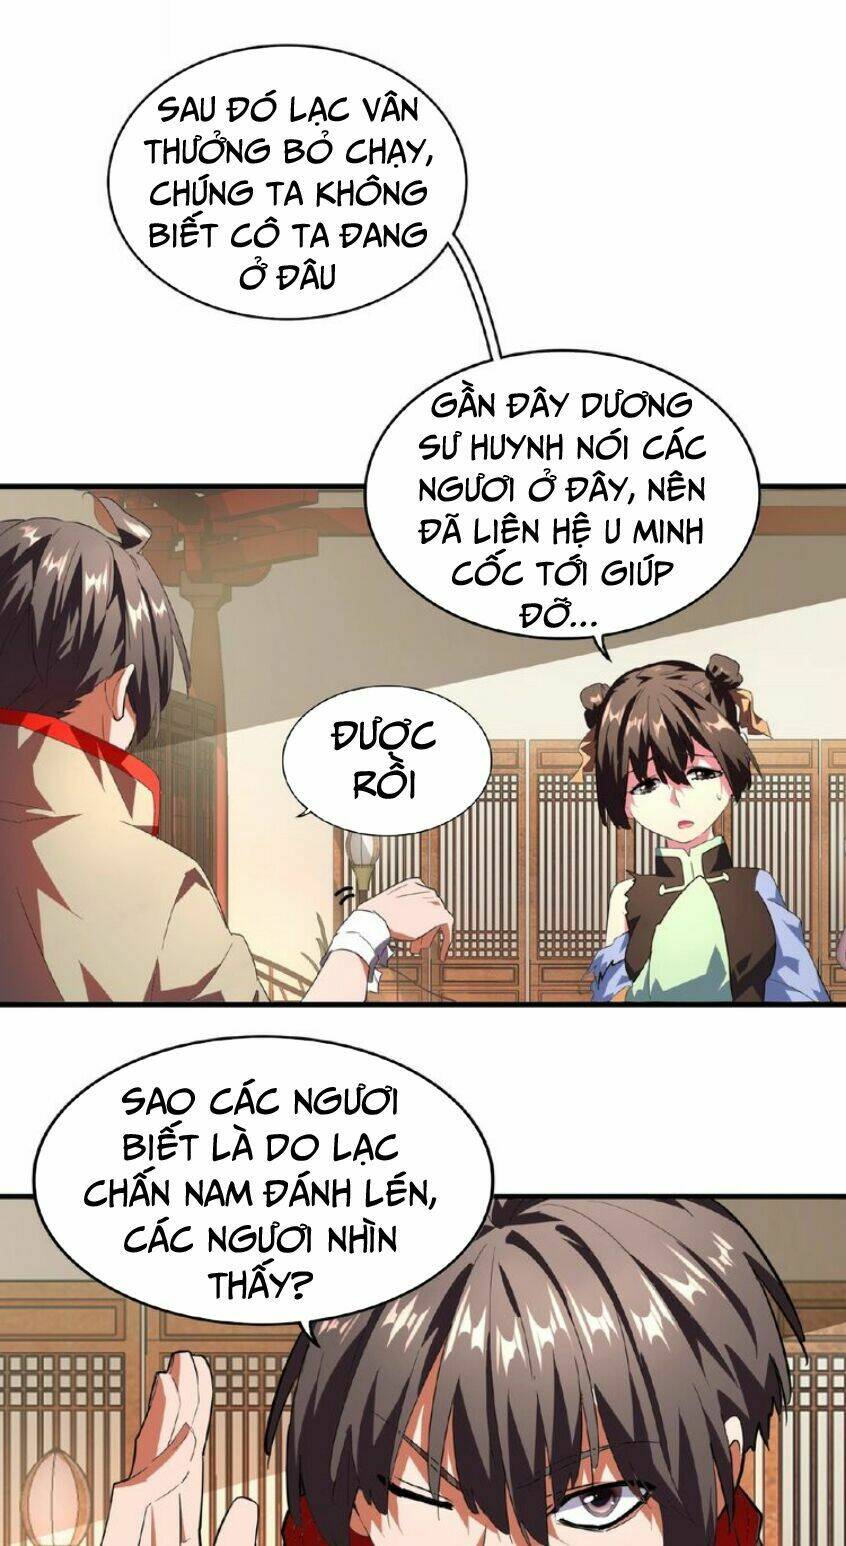 SAU ĐÓ LẠC VÂN
THƯỞNG BỎ CHẠY,
CHÚNG TA KHÔNG
BIẾT CÔ TA ĐANG
Ở ĐÂU
GẦN ĐÂY DƯƠNG
SƯ HUYNH NÓI CÁC
NGƯƠI Ở ĐÂY, NÊN
ĐÃ LIÊN HỆ U MINH
CỐC TỚI GIÚP
ĐỠ...
ĐƯỢC
RỒI
SAO CÁC NGƯƠI
BIẾT LÀ DO LẠC
CHẤN NAM ĐÁNH LÉN,
CÁC NGƯƠI NHÌN
THẤY?